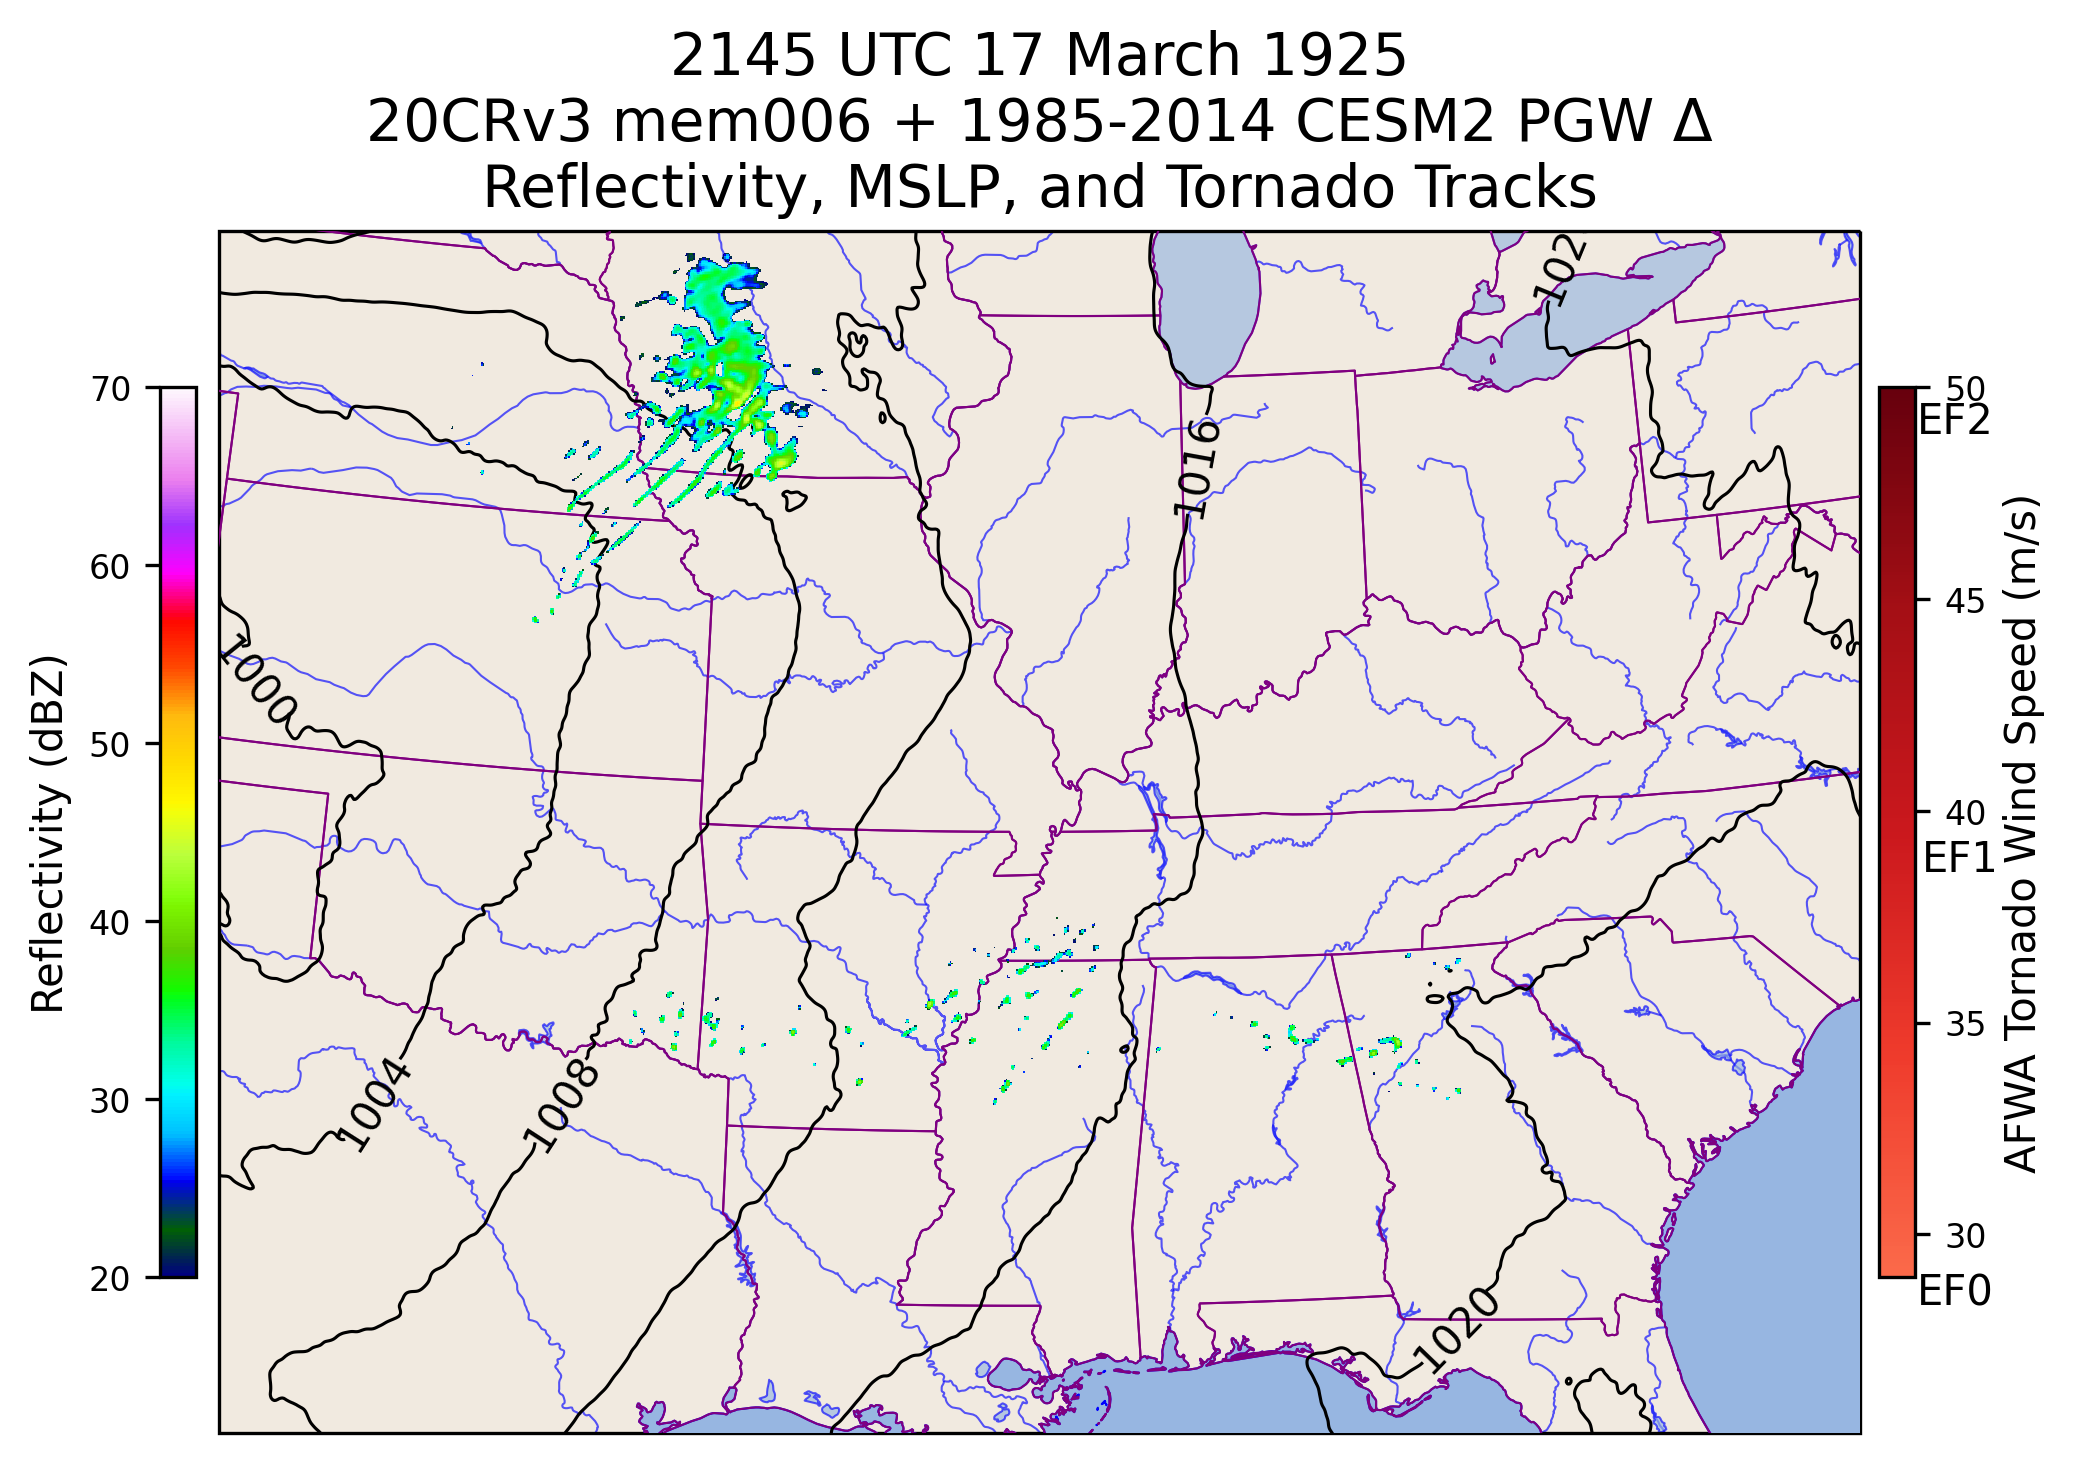 2145 UTC 17 March 1925
20CRv3 mem006 + 1985-2014 CESM2 PGW Δ
Reflectivity, MSLP, and Tornado Tracks
102
1016
1000
1004
1008
1020
70
60
50
40
30
20
Reflectivity (dBZ)
50
EF2
45
40
EF1
35
30
EF0
AFWA Tornado Wind Speed (m/s)